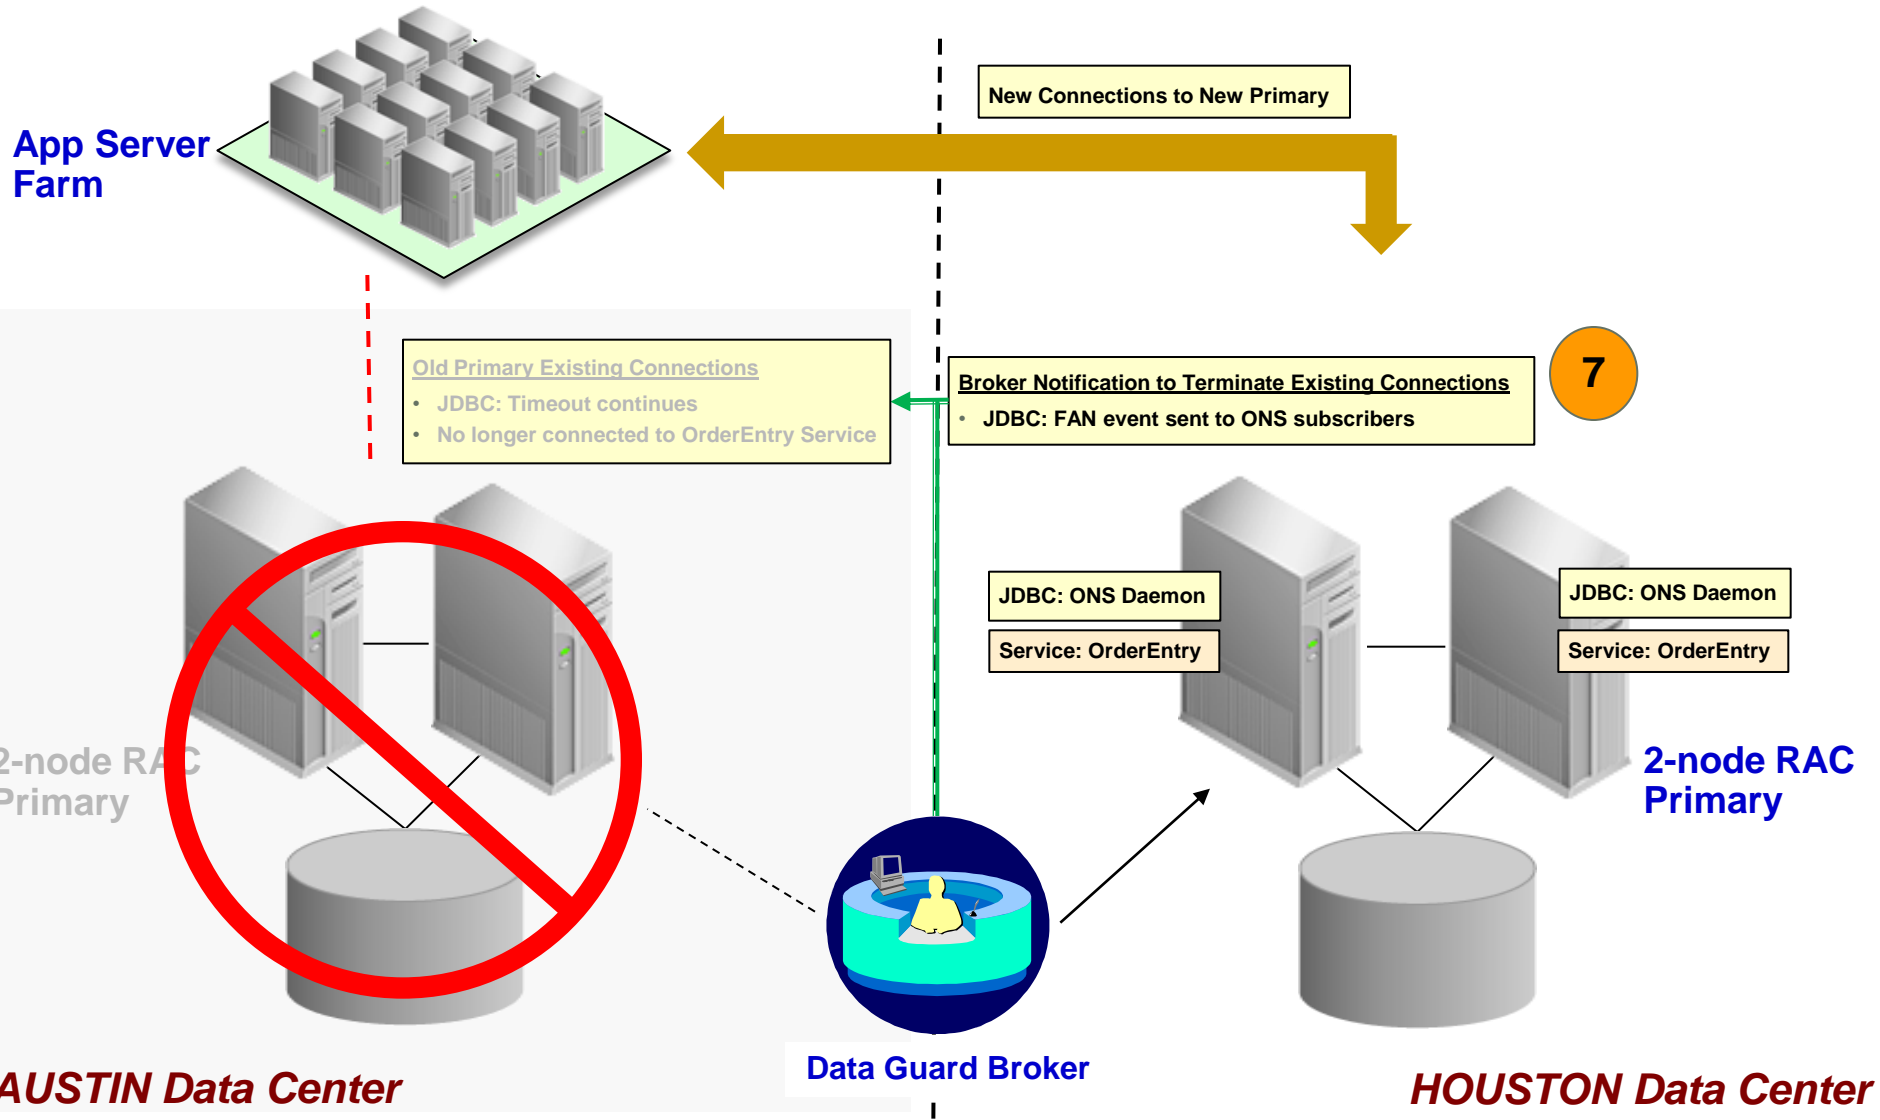 New Connections to New Primary
App Server
Farm
Old Primary Existing Connections
• JDBC: Timeout continues
• No longer connected to OrderEntry Service
Broker Notification to Terminate Existing Connections
• JDBC: FAN event sent to ONS subscribers
7
JDBC: ONS Daemon
Service: OrderEntry
JDBC: ONS Daemon
Service: OrderEntry
2-node RAC
Primary
2-node RAC
Primary
Data Guard Broker
AUSTIN Data Center
HOUSTON Data Center